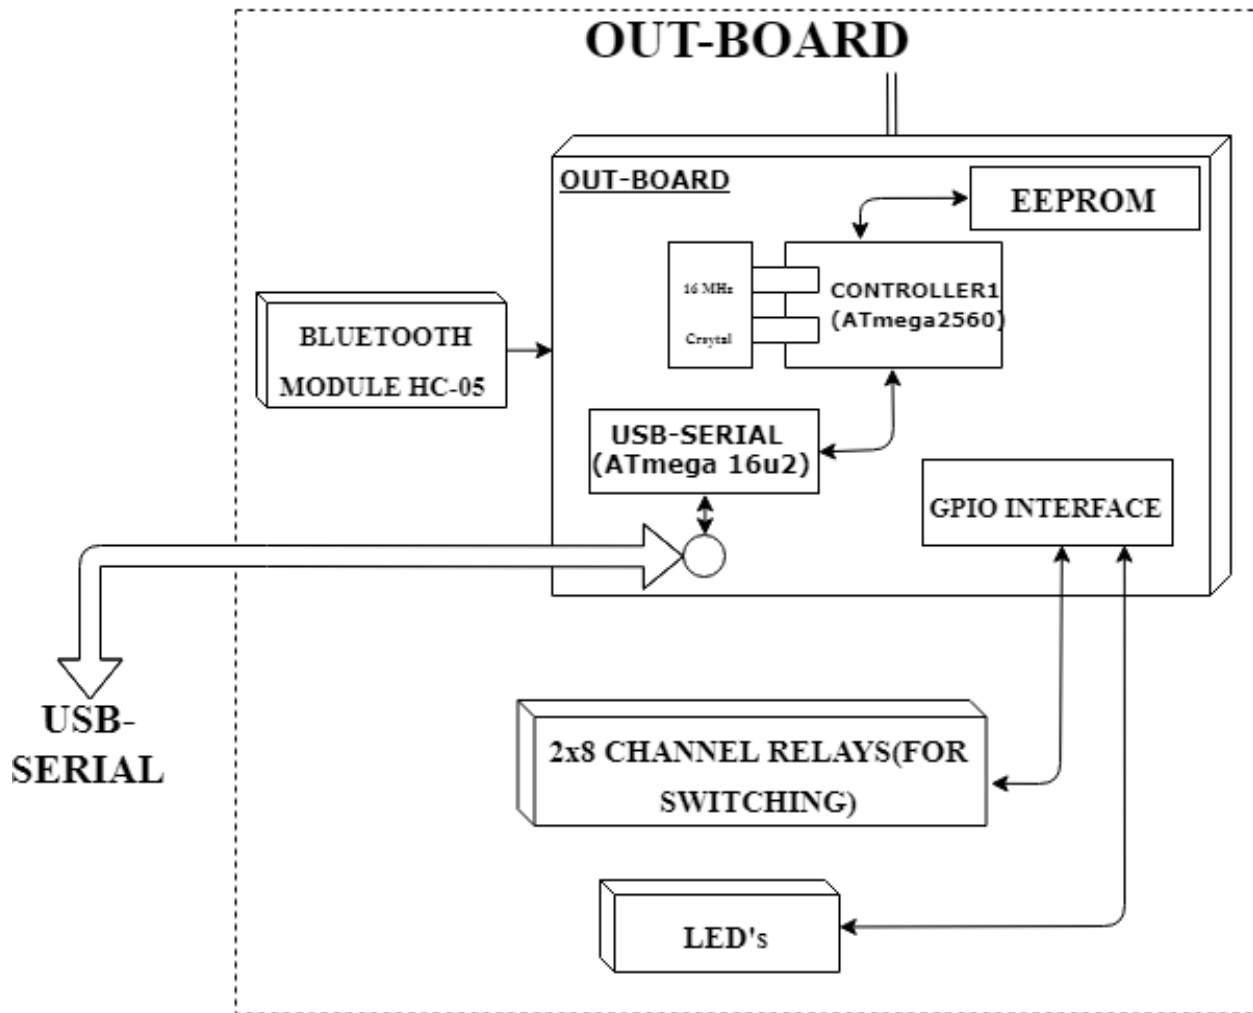 OUT-BOARD
OUT-BOARD
EEPROM
16 MHz
Crsytal
CONTROLLER1
(ATmega2560)
BLUETOOTH
MODULE HC-05
USB-SERIAL
(ATmega 16u2)
GPIO INTERFACE
USB-
SERIAL
2x8 CHANNEL RELAYS(FOR
SWITCHING)
LED's